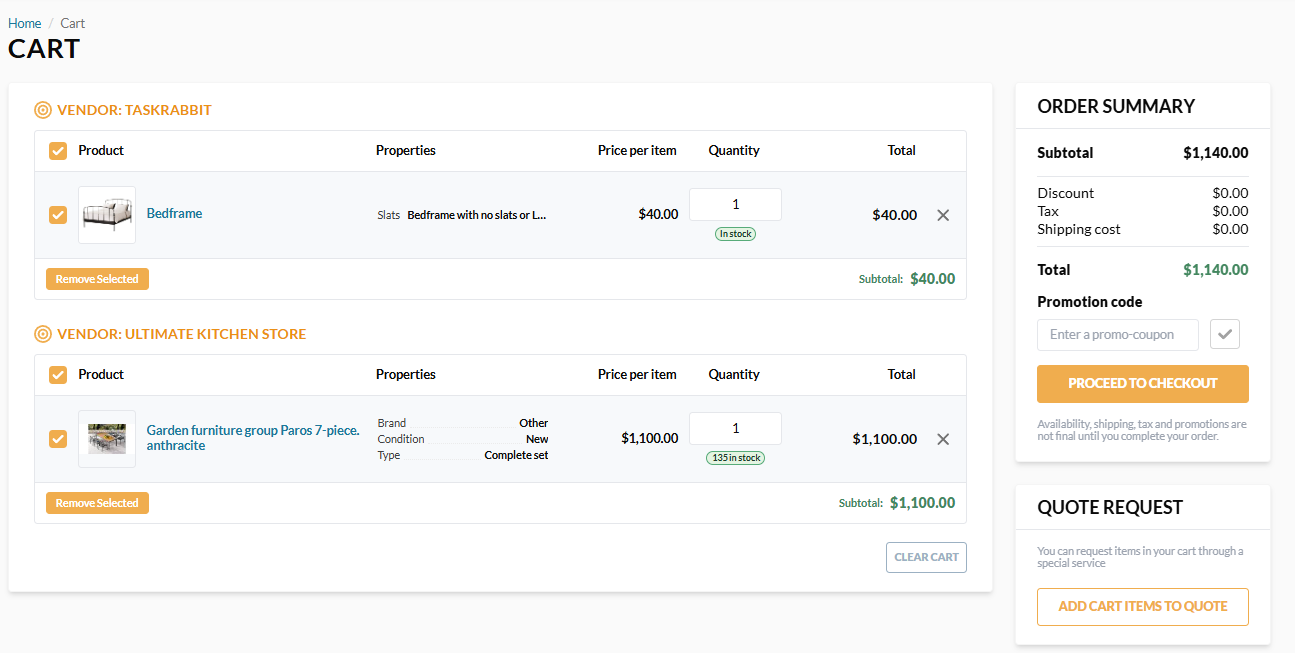 Home / Cart
CART
VENDOR: TASKRABBIT
Product Properties Price per item Quantity Total
Bedframe Slats Bedframe with no slats or L... $40.00 1 $40.00
In stock
Remove Selected Subtotal: $40.00
VENDOR: ULTIMATE KITCHEN STORE
Product Properties Price per item Quantity Total
Garden furniture group Paros 7-piece.
anthracite
Brand Other
Condition New
Type Complete set
$1,100.00 1 $1,100.00
135 in stock
Remove Selected Subtotal: $1,100.00
CLEAR CART
ORDER SUMMARY
Subtotal $1,140.00
Discount $0.00
Tax $0.00
Shipping cost $0.00
Total $1,140.00
Promotion code
Enter a promo-coupon
PROCEED TO CHECKOUT
Availability, shipping, tax and promotions are
not final until you complete your order.
QUOTE REQUEST
You can request items in your cart through a
special service
ADD CART ITEMS TO QUOTE